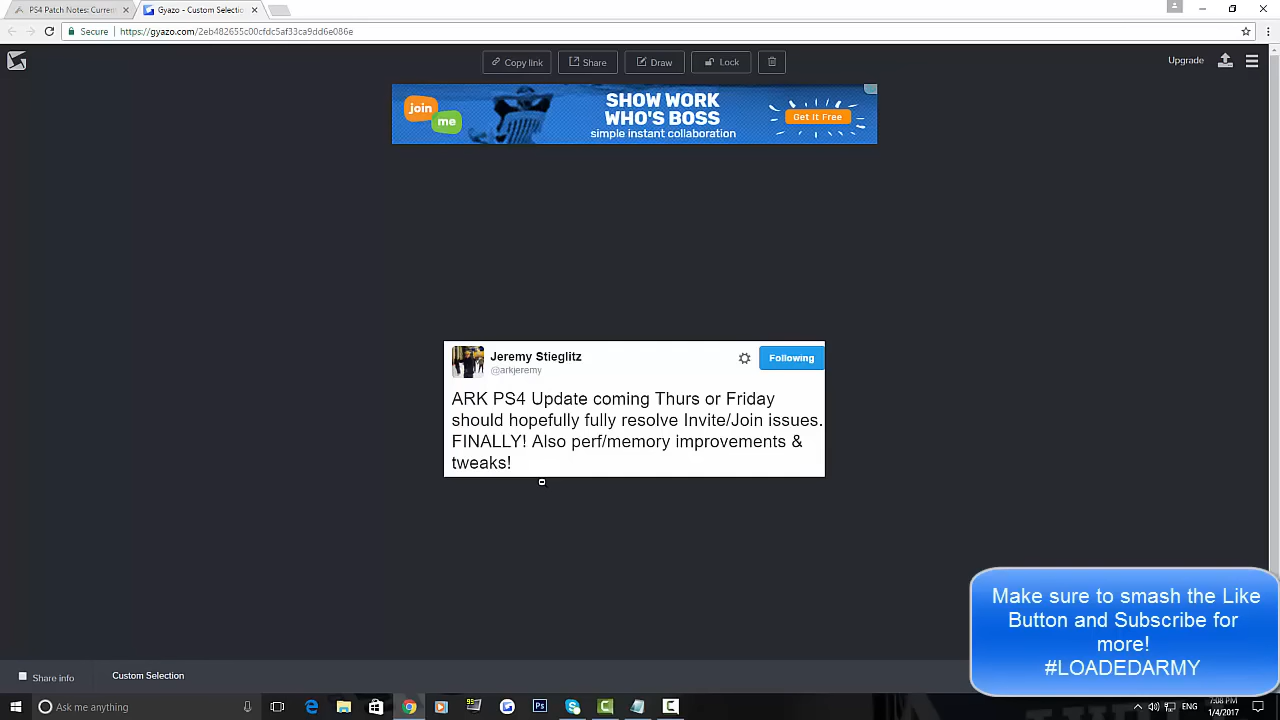 PS4 Patch Notes: Current
Gyazo - Custom Selectio
Secure
https://gyazo.com/2eb482655c00cfdc5af33ca9dd6e086e
Copy link
Share
Draw
Lock
Upgrade
join
me
SHOW WORK
WHO'S BOSS
simple instant collaboration
Get It Free
Jeremy Stieglitz
@arkjeremy
Following
ARK PS4 Update coming Thurs or Friday
should hopefully fully resolve Invite/Join issues.
FINALLY! Also perf/memory improvements &
tweaks!
Make sure to smash the Like
Button and Subscribe for
more!
#LOADEDARMY
Share info
Custom Selection
Ask me anything
ENG
7:08 PM
1/4/2017